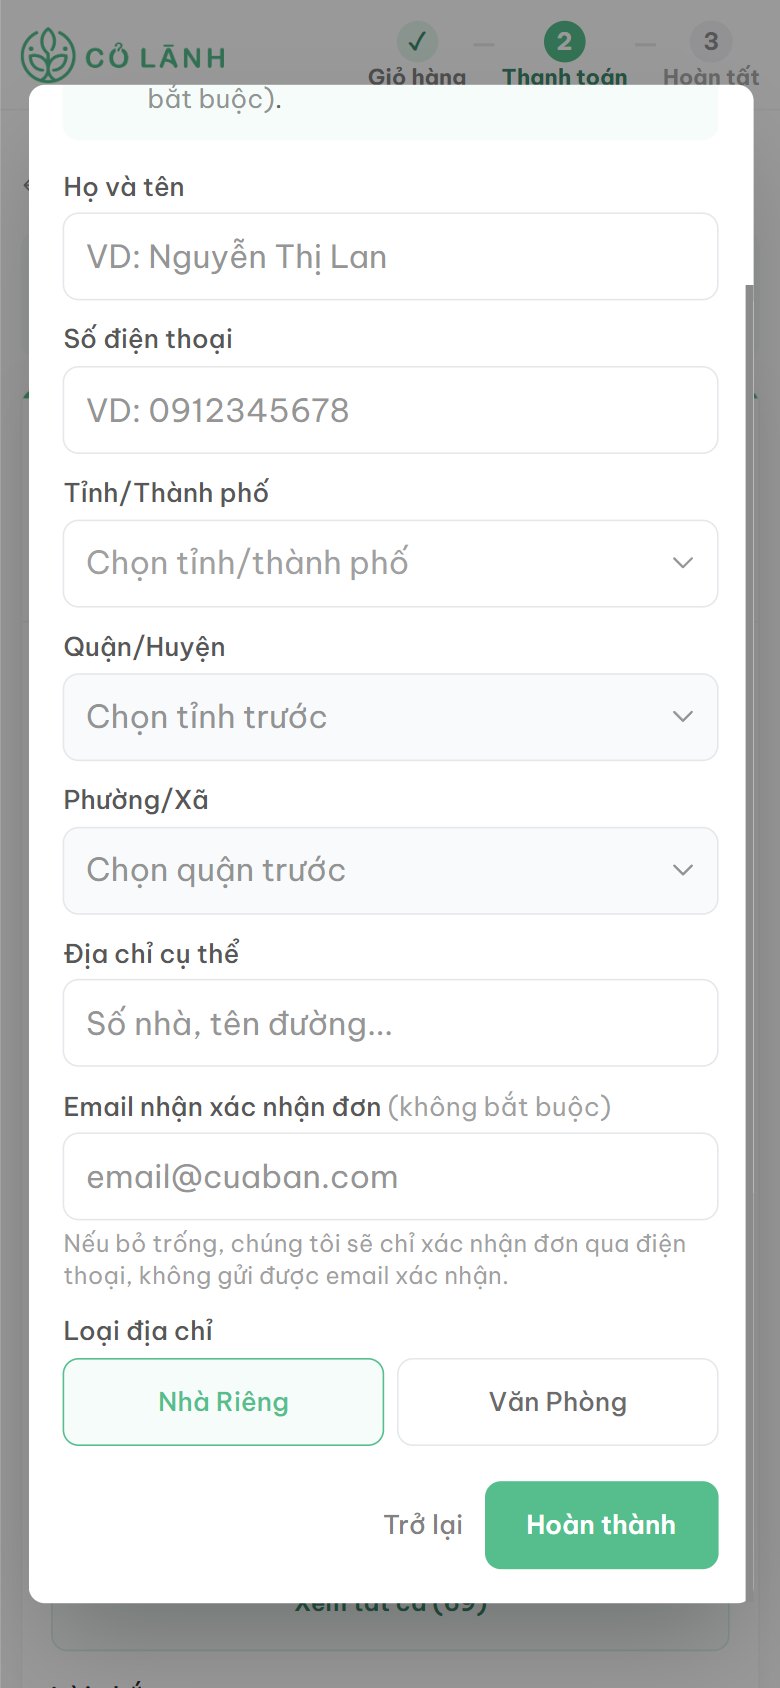 CỎ LÀNH
✓
2
3
Giỏ hàng
Thanh toán
Hoàn tất
bắt buộc).
Họ và tên
VD: Nguyễn Thị Lan
Số điện thoại
VD: 0912345678
Tỉnh/Thành phố
Chọn tỉnh/thành phố
Quận/Huyện
Chọn tỉnh trước
Phường/Xã
Chọn quận trước
Địa chỉ cụ thể
Số nhà, tên đường...
Email nhận xác nhận đơn (không bắt buộc)
email@cuaban.com
Nếu bỏ trống, chúng tôi sẽ chỉ xác nhận đơn qua điện
thoại, không gửi được email xác nhận.
Loại địa chỉ
Nhà Riêng
Văn Phòng
Trở lại
Hoàn thành
Xem tất cả (69)